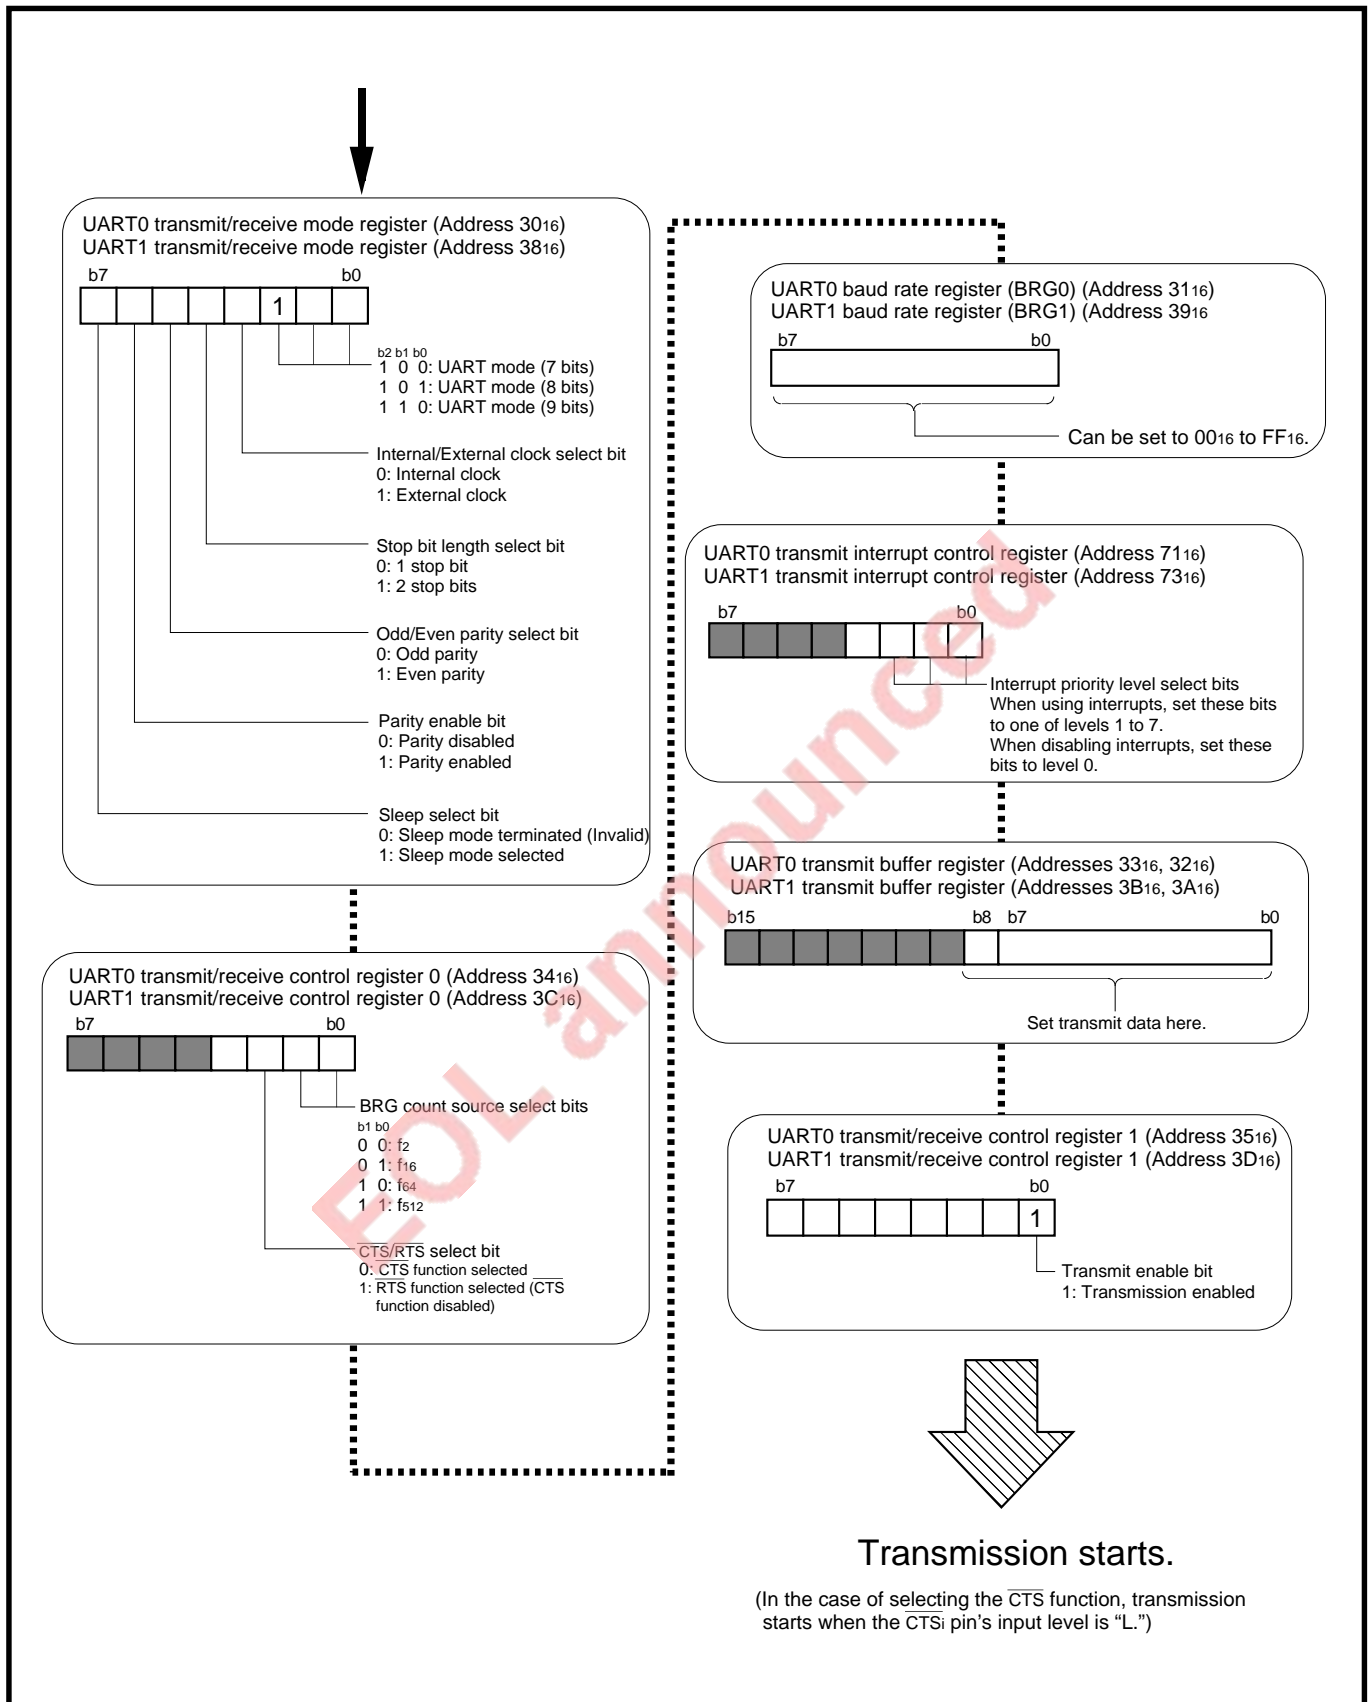 UART0 transmit/receive mode register (Address 3016)
UART1 transmit/receive mode register (Address 3816)
b7 b0
1
b2 b1 b0
1 0 0: UART mode (7 bits)
1 0 1: UART mode (8 bits)
1 1 0: UART mode (9 bits)
Internal/External clock select bit
0: Internal clock
1: External clock
Stop bit length select bit
0: 1 stop bit
1: 2 stop bits
Odd/Even parity select bit
0: Odd parity
1: Even parity
Parity enable bit
0: Parity disabled
1: Parity enabled
Sleep select bit
0: Sleep mode terminated (Invalid)
1: Sleep mode selected
UART0 transmit/receive control register 0 (Address 3416)
UART1 transmit/receive control register 0 (Address 3C16)
b7 b0
BRG count source select bits
b1 b0
0 0: f2
0 1: f16
1 0: f64
1 1: f512
CTS/RTS select bit
0: CTS function selected
1: RTS function selected (CTS
function disabled)
UART0 baud rate register (BRG0) (Address 3116)
UART1 baud rate register (BRG1) (Address 3916
b7 b0
Can be set to 0016 to FF16.
UART0 transmit interrupt control register (Address 7116)
UART1 transmit interrupt control register (Address 7316)
b7 b0
Interrupt priority level select bits
When using interrupts, set these bits
to one of levels 1 to 7.
When disabling interrupts, set these
bits to level 0.
UART0 transmit buffer register (Addresses 3316, 3216)
UART1 transmit buffer register (Addresses 3B16, 3A16)
b15 b8 b7 b0
Set transmit data here.
UART0 transmit/receive control register 1 (Address 3516)
UART1 transmit/receive control register 1 (Address 3D16)
b7 b0
1
Transmit enable bit
1: Transmission enabled
Transmission starts.
(In the case of selecting the CTS function, transmission
starts when the CTSi pin’s input level is “L.”)
EOL announced